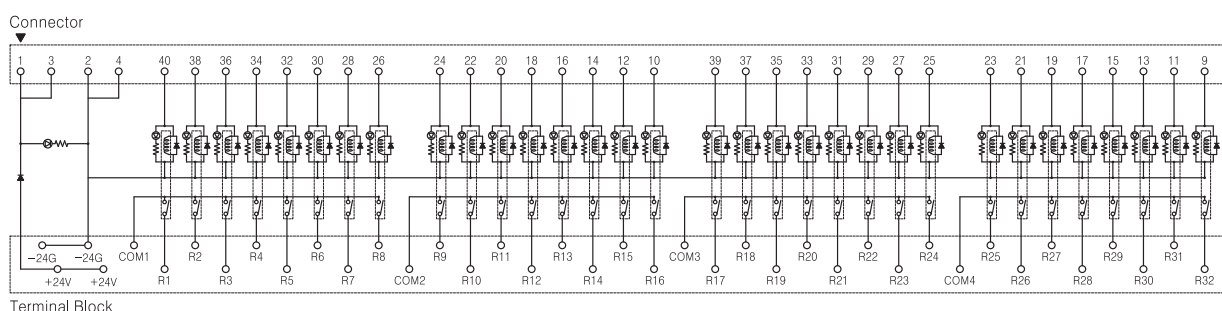 Connector
1 3 2 4 40 38 36 34 32 30 28 26 24 22 20 18 16 14 12 10 39 37 35 33 31 29 27 25 23 21 19 17 15 13 11 9
−24G −24G COM1 R2 R4 R6 R8 R9 R11 R13 R15 COM3 R18 R20 R22 R24 R25 R27 R29 R31
+24V +24V R1 R3 R5 R7 COM2 R10 R12 R14 R16 R17 R19 R21 R23 COM4 R26 R28 R30 R32
Terminal Block